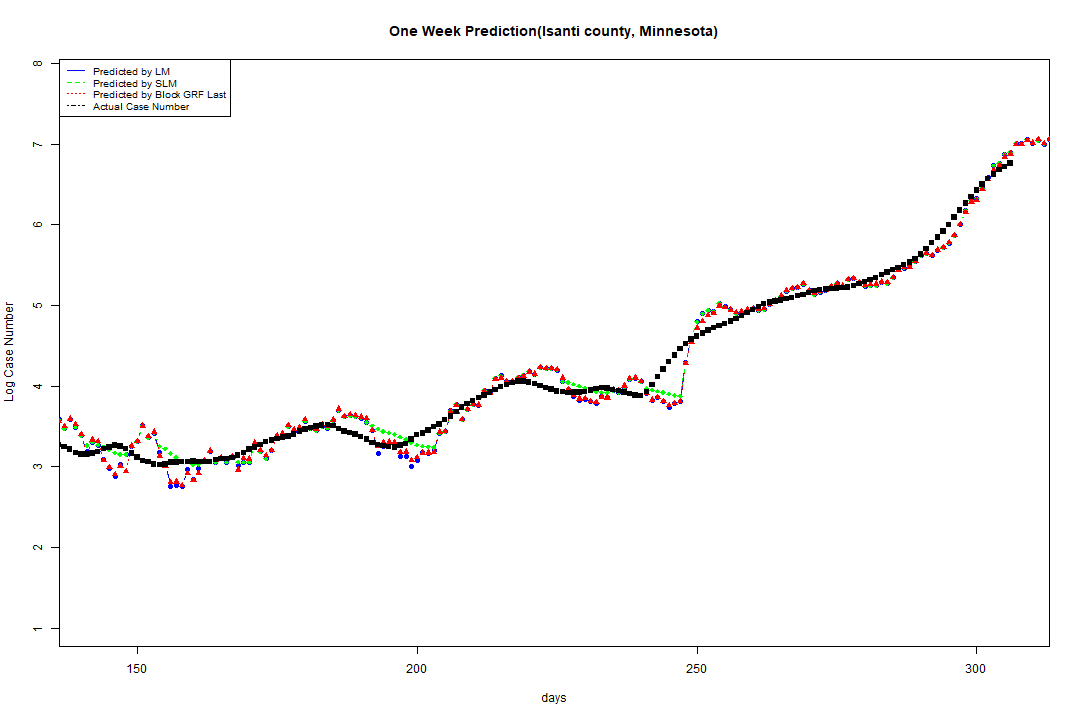 One Week Prediction(Isanti county, Minnesota)
Predicted by LM
Predicted by SLM
Predicted by Block GRF Last
Actual Case Number
8
7
6
5
4
3
2
1
Log Case Number
150 200 250 300
days